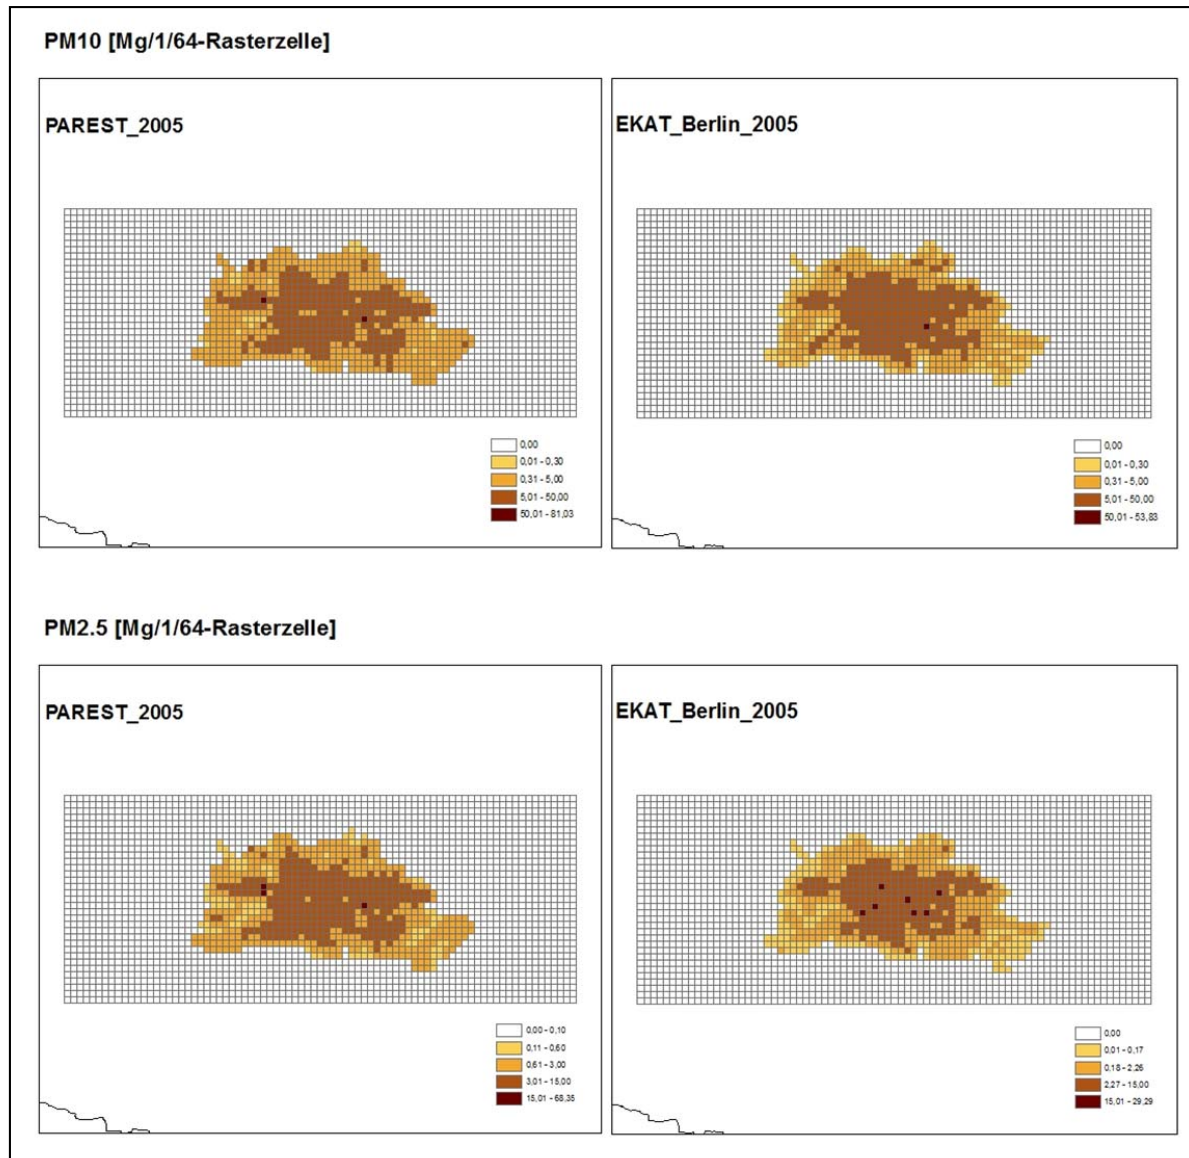 PM10 [Mg/1/64-Rasterzelle]
PAREST_2005
0,00
0,01 - 0,30
0,31 - 5,00
5,01 - 50,00
50,01 - 81,03
EKAT_Berlin_2005
0,00
0,01 - 0,30
0,31 - 5,00
5,01 - 50,00
50,01 - 53,83
PM2.5 [Mg/1/64-Rasterzelle]
PAREST_2005
0,00 - 0,10
0,11 - 0,60
0,61 - 3,00
3,01 - 15,00
15,01 - 68,35
EKAT_Berlin_2005
0,00
0,01 - 0,17
0,18 - 2,26
2,27 - 15,00
15,01 - 29,29